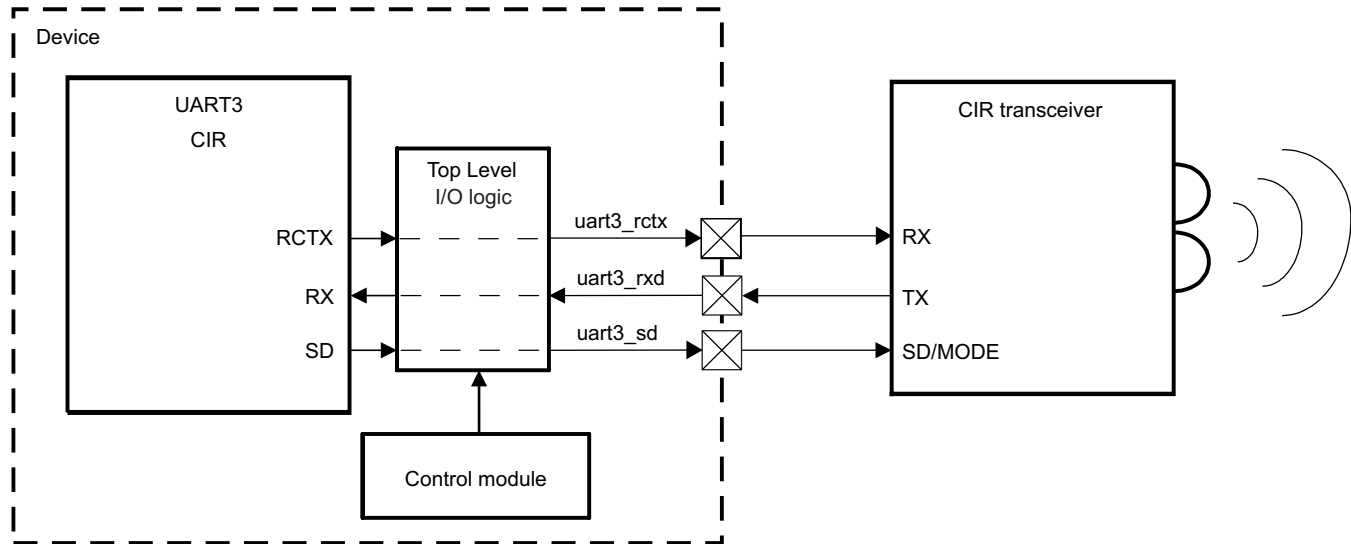 Device
UART3
CIR
CIR transceiver
Top Level
I/O logic
RCTX
uart3_rctx
RX
RX
uart3_rxd
TX
SD
uart3_sd
SD/MODE
Control module